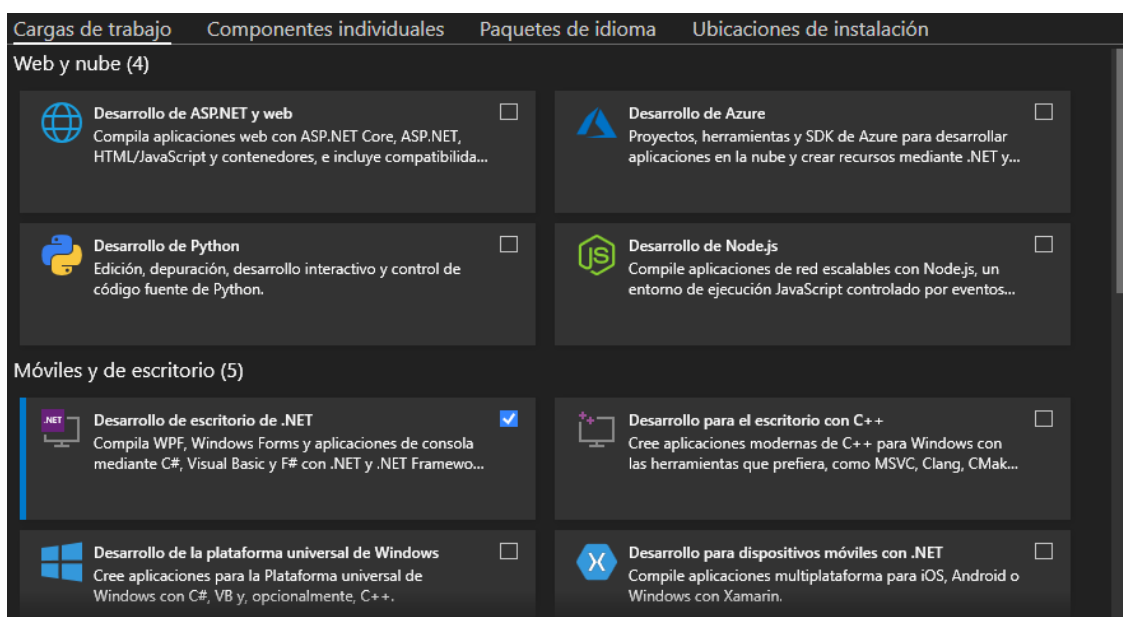 Cargas de trabajo Componentes individuales Paquetes de idioma Ubicaciones de instalación
Web y nube (4)
Desarrollo de ASP.NET y web
Compila aplicaciones web con ASP.NET Core, ASP.NET,
HTML/JavaScript y contenedores, e incluye compatibilida...
Desarrollo de Azure
Proyectos, herramientas y SDK de Azure para desarrollar
aplicaciones en la nube y crear recursos mediante .NET y...
Desarrollo de Python
Edición, depuración, desarrollo interactivo y control de
código fuente de Python.
JS
Desarrollo de Node.js
Compile aplicaciones de red escalables con Node.js, un
entorno de ejecución JavaScript controlado por eventos...
Móviles y de escritorio (5)
.NET
Desarrollo de escritorio de .NET
Compila WPF, Windows Forms y aplicaciones de consola
mediante C#, Visual Basic y F# con .NET y .NET Framewo...
Desarrollo para el escritorio con C++
Cree aplicaciones modernas de C++ para Windows con
las herramientas que prefiera, como MSVC, Clang, CMak...
Desarrollo de la plataforma universal de Windows
Cree aplicaciones para la Plataforma universal de
Windows con C#, VB y, opcionalmente, C++.
Desarrollo para dispositivos móviles con .NET
Compile aplicaciones multiplataforma para iOS, Android o
Windows con Xamarin.